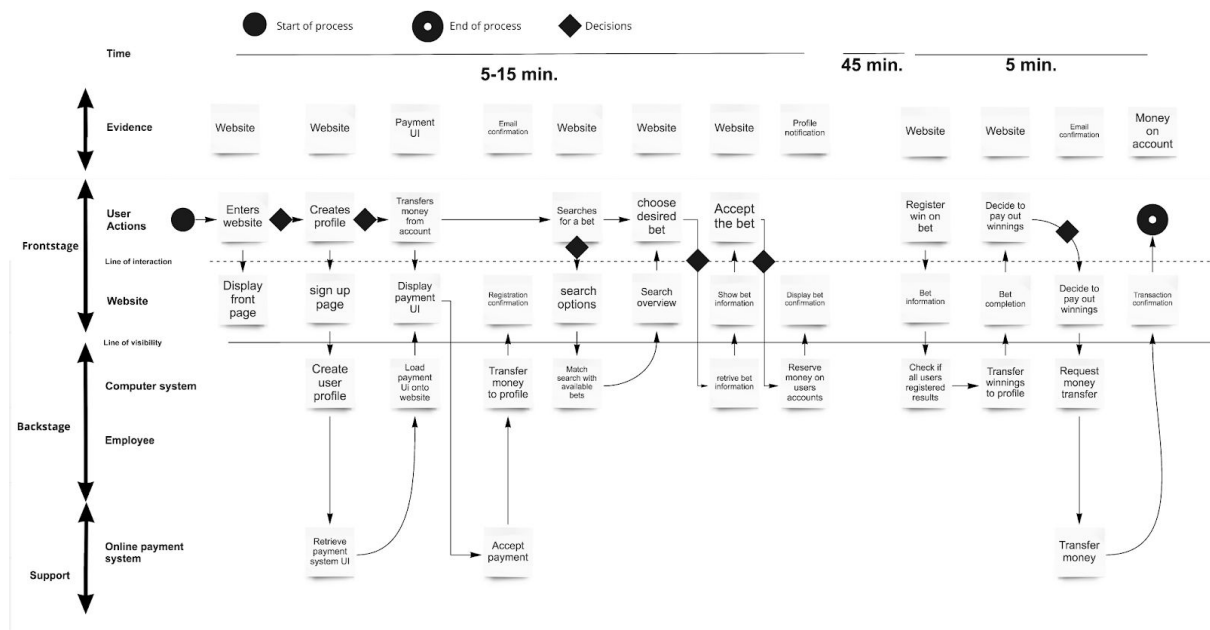 Start of process
End of process
Decisions
Time
5-15 min.
45 min.
5 min.
Evidence
Website
Website
Payment
UI
Email
confirmation
Website
Website
Website
Profile
notification
Website
Website
Email
confirmation
Money
on
account
Frontstage
User
Actions
Enters
website
Creates
profile
Transfers
money
from
account
Searches
for a bet
choose
desired
bet
Accept
the bet
Register
win on
bet
Decide to
pay out
winnings
Line of interaction
Website
Display
front
page
sign up
page
Display
payment
UI
Registration
confirmation
search
options
Search
overview
Show bet
information
Display bet
confirmation
Bet
information
Bet
completion
Decide to
pay out
winnings
Transaction
confirmation
Line of visibility
Backstage
Computer system
Create
user
profile
Load
payment
Ui onto
website
Transfer
money
to profile
Match
search with
available
bets
retrive bet
information
Reserve
money on
users
accounts
Check if
all users
registered
results
Transfer
winnings
to profile
Request
money
transfer
Employee
Support
Online payment
system
Retrieve
payment
system UI
Accept
payment
Transfer
money